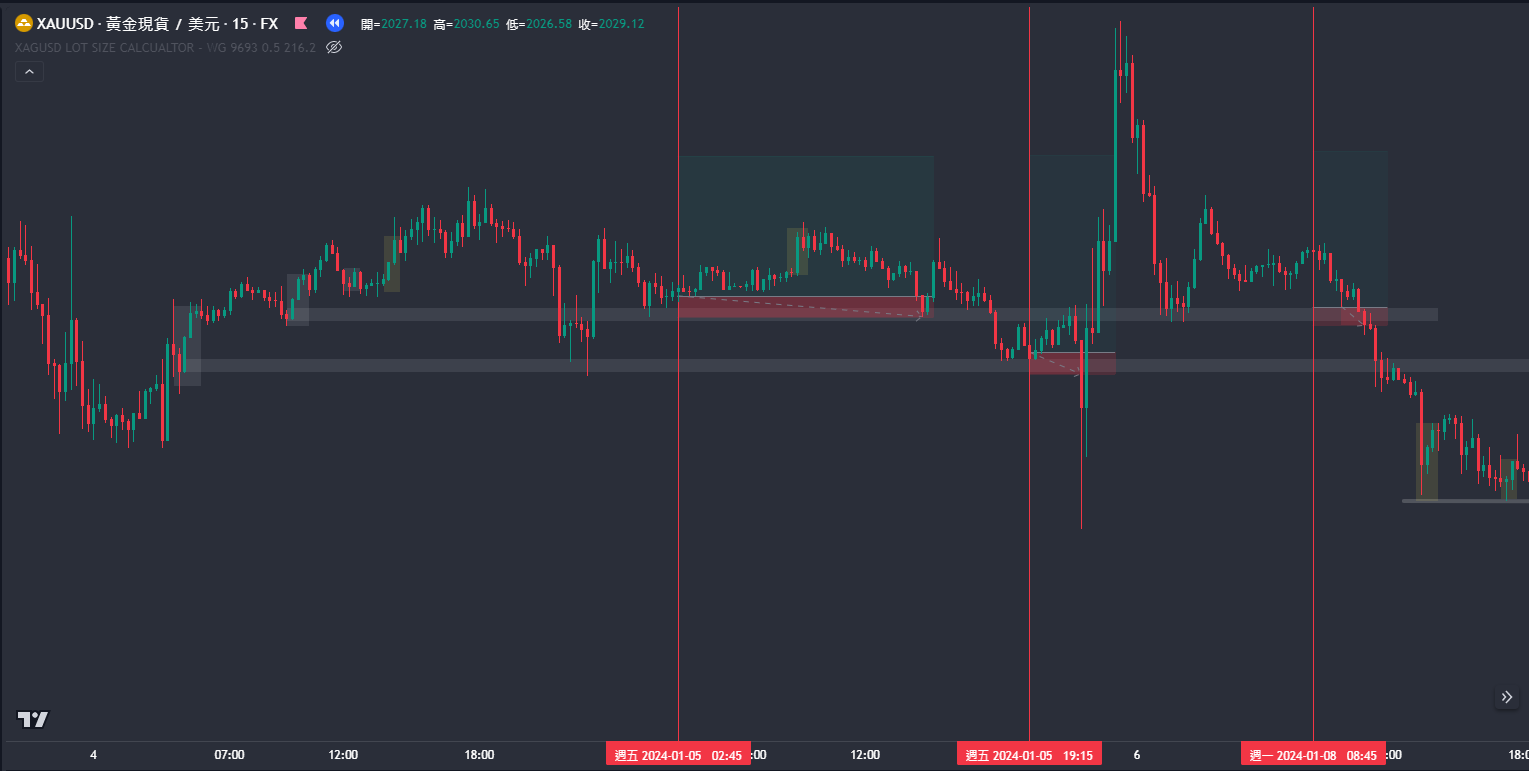 XAUUSD · 黃金現貨 / 美元 · 15 · FX 開=2027.18 高=2030.65 低=2026.58 收=2029.12
XAGUSD LOT SIZE CALCUALTOR - WG 9693 0.5 216.2
4 07:00 12:00 18:00 週五 2024-01-05 02:45 :00 12:00 週五 2024-01-05 19:15 6 週一 2024-01-08 08:45 :00 18:0